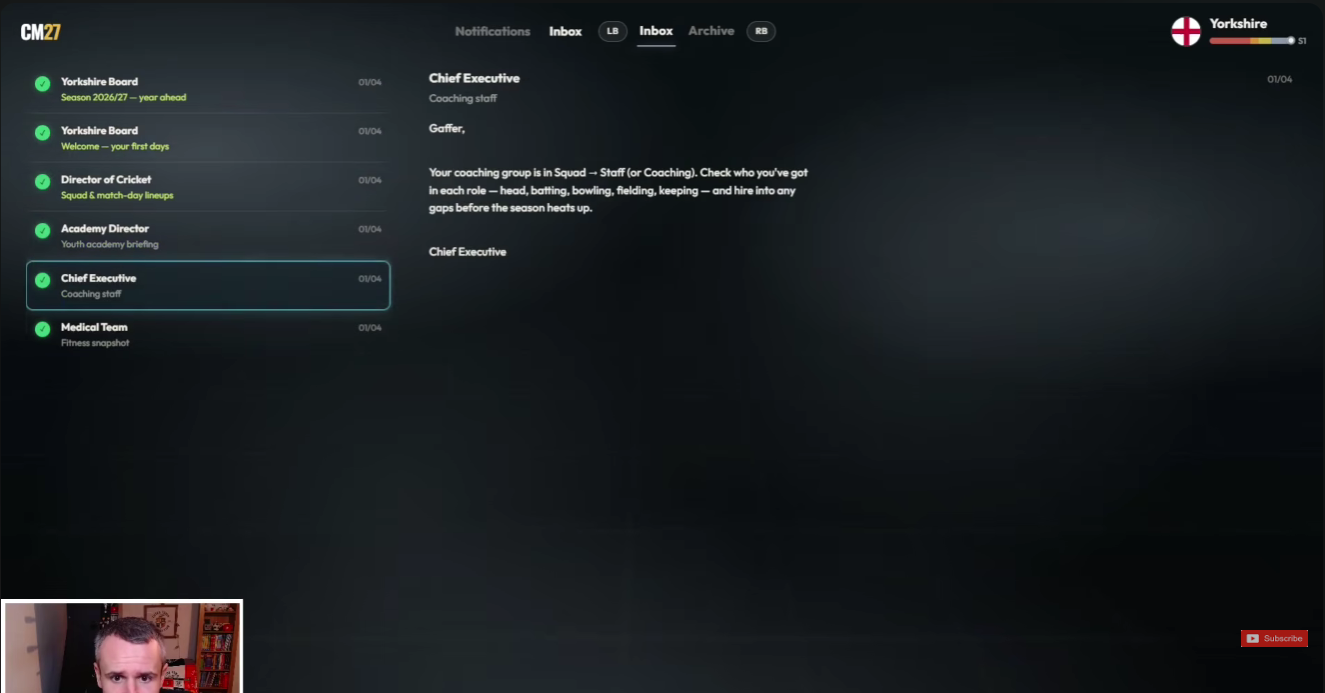 CM27
Notifications Inbox LB Inbox Archive RB
Yorkshire
51
Yorkshire Board 01/04
Season 2026/27 — year ahead
Yorkshire Board 01/04
Welcome — your first days
Director of Cricket 01/04
Squad & match-day lineups
Academy Director 01/04
Youth academy briefing
Chief Executive 01/04
Coaching staff
Medical Team 01/04
Fitness snapshot
Chief Executive 01/04
Coaching staff
Gaffer,
Your coaching group is in Squad → Staff (or Coaching). Check who you've got
in each role — head, batting, bowling, fielding, keeping — and hire into any
gaps before the season heats up.
Chief Executive
Subscribe